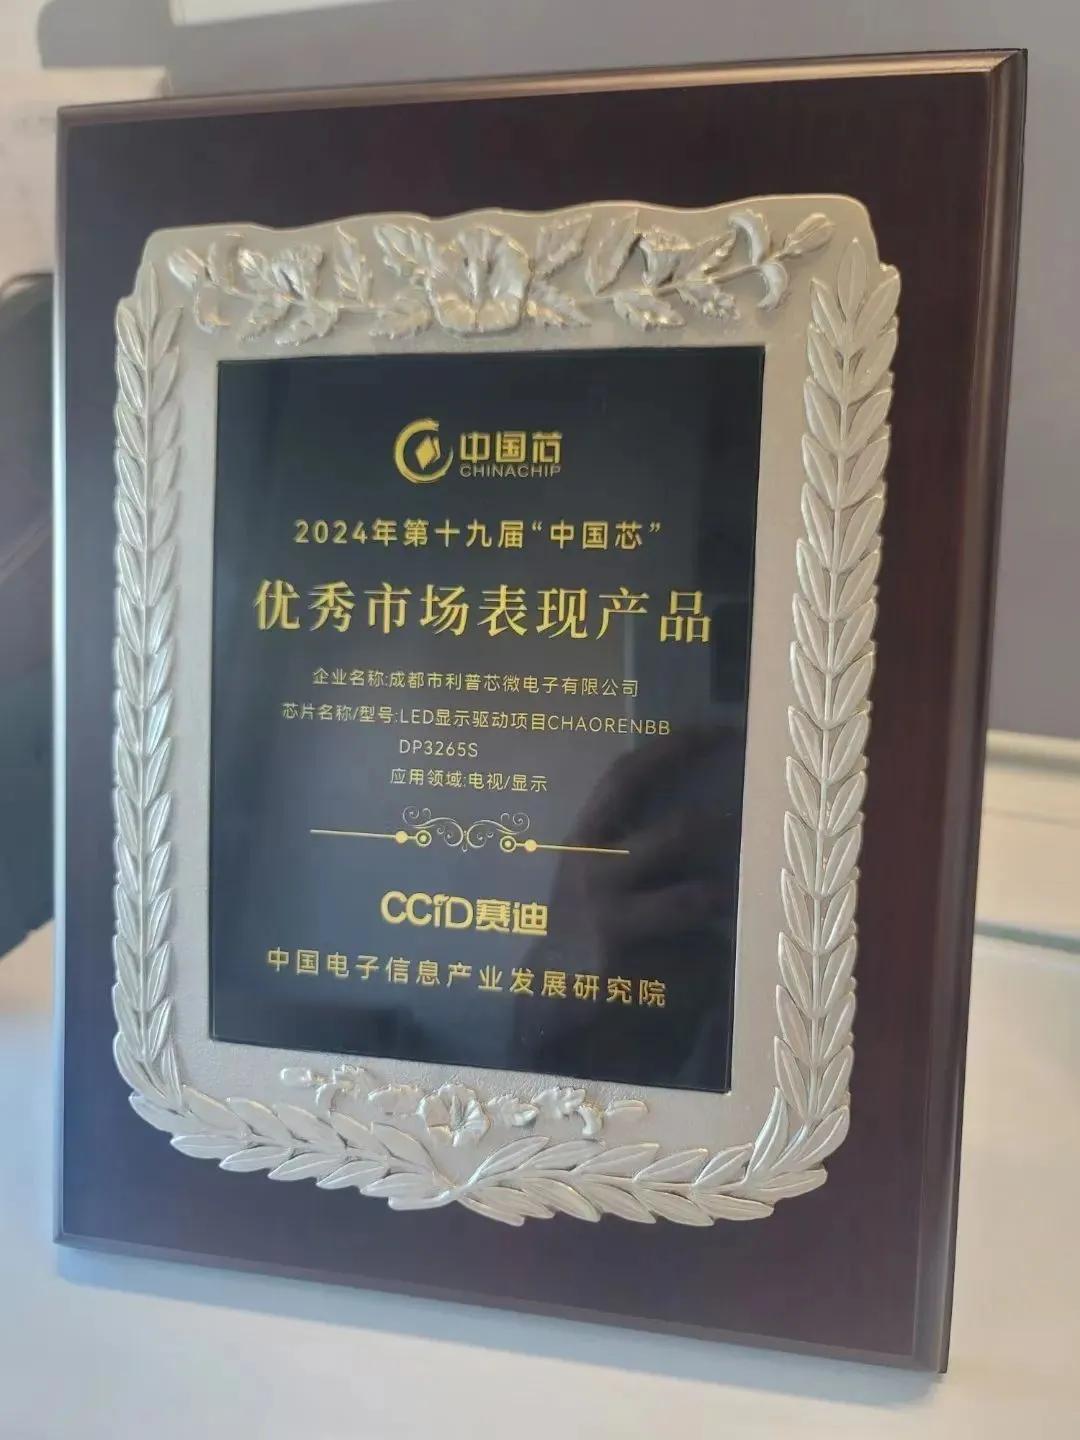 中国芯
CHINACHIP
2024年第十九届“中国芯”
优秀市场表现产品
企业名称:成都市利普芯微电子有限公司
芯片名称/型号:LED显示驱动项目CHAORENBB
DP3265S
应用领域:电视/显示
CCID赛迪
中国电子信息产业发展研究院